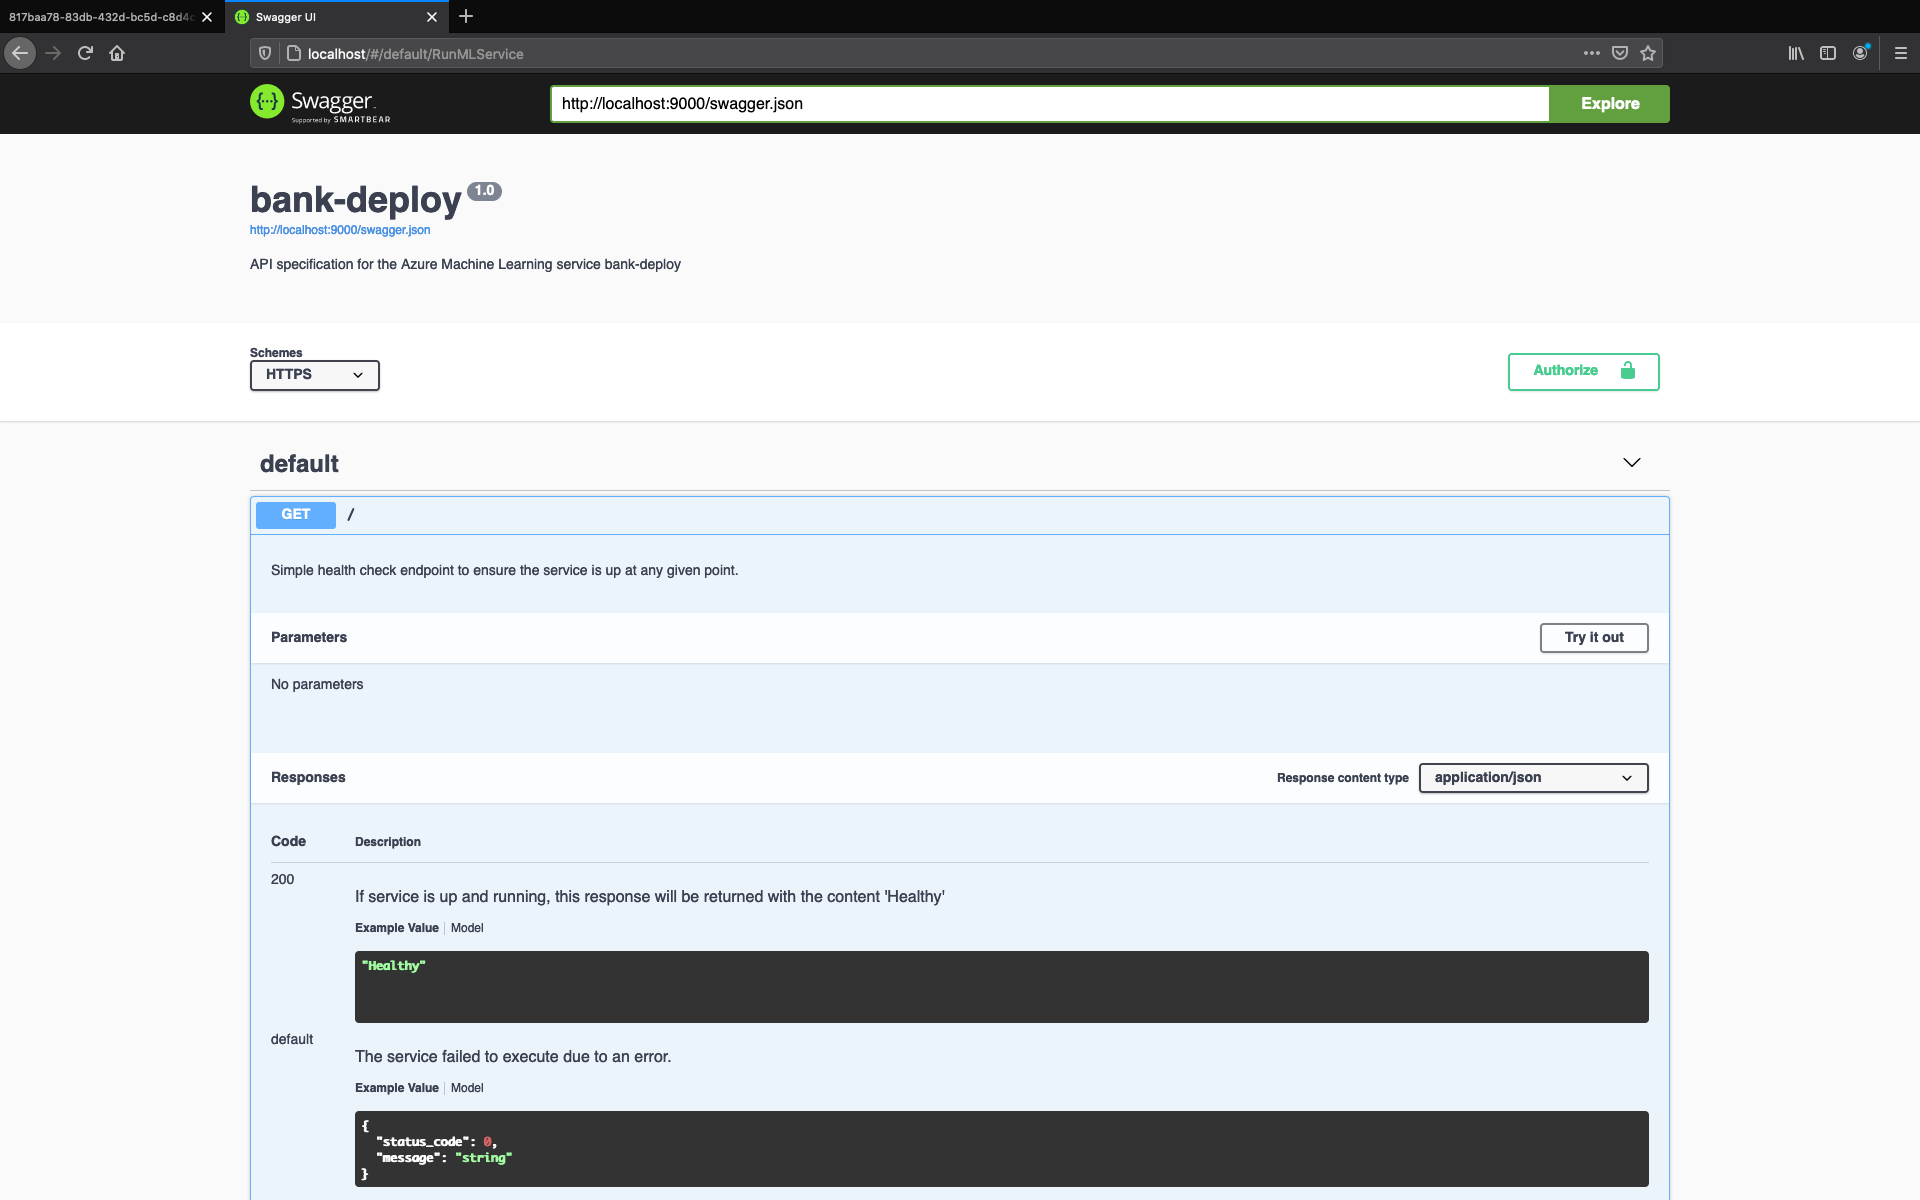 817baa78-83db-432d-bc5d-c8d4c
Swagger UI
localhost/#/default/RunMLService
Swagger.
Supported by SMARTBEAR
http://localhost:9000/swagger.json
Explore
bank-deploy 1.0
http://localhost:9000/swagger.json
API specification for the Azure Machine Learning service bank-deploy
Schemes
HTTPS
Authorize
default
GET /
Simple health check endpoint to ensure the service is up at any given point.
Parameters
Try it out
No parameters
Responses
Response content type
application/json
Code Description
200
If service is up and running, this response will be returned with the content 'Healthy'
Example Value | Model
"Healthy"
default
The service failed to execute due to an error.
Example Value | Model
{
"status_code": 0,
"message": "string"
}